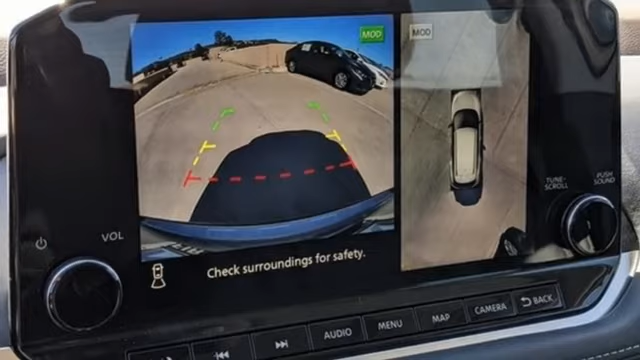 MOD
MOD
VOL
TUNE-
SCROLL
PUSH
SOUND
Check surroundings for safety.
AUDIO
MENU
MAP
CAMERA
BACK